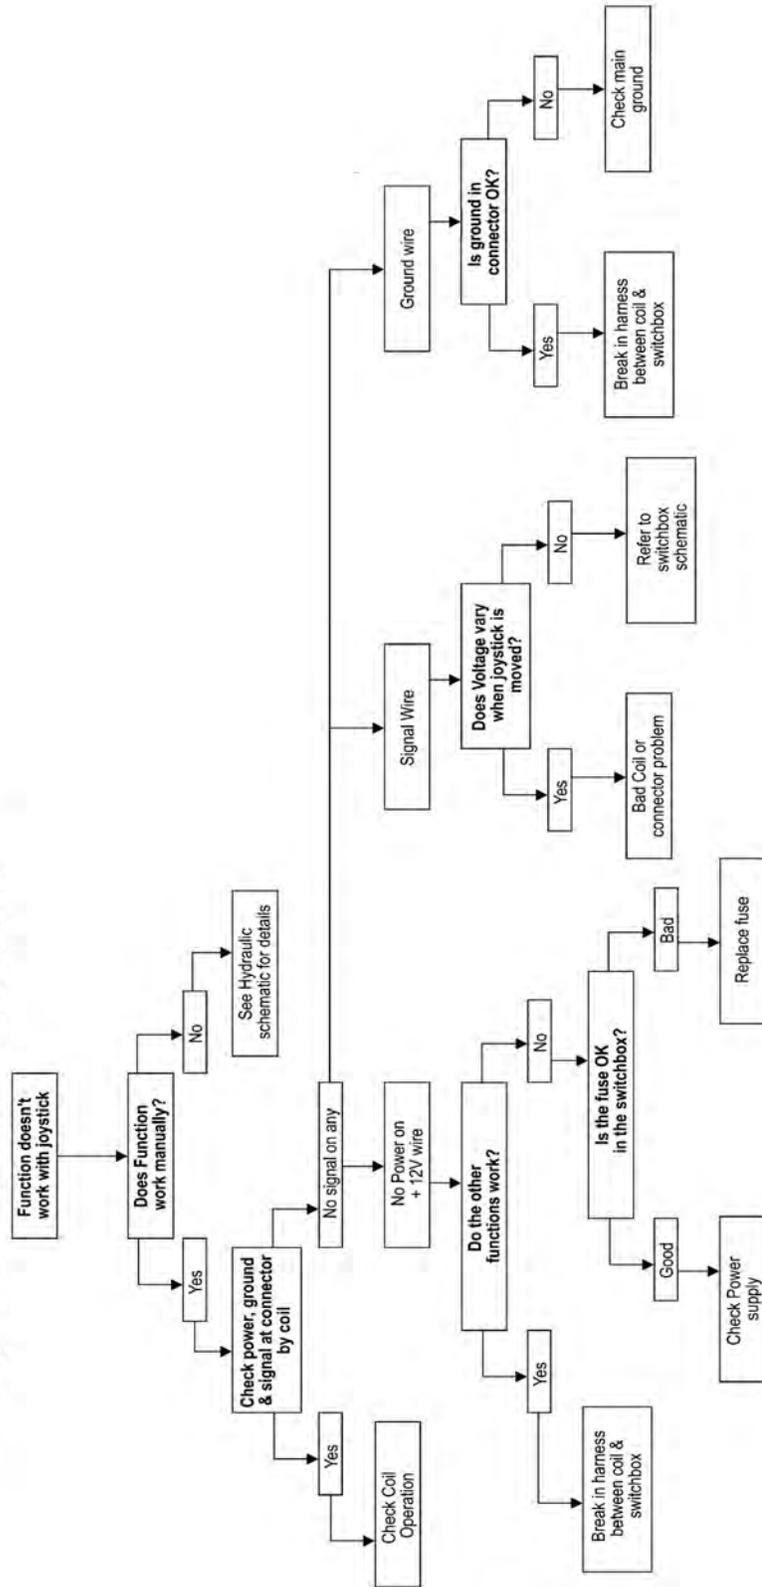 Function doesn't
work with joystick
Does Function
work manually?
Yes
No
See Hydraulic
schematic for details
Check power, ground
& signal at connector
by coil
Yes
Check Coil
Operation
No signal on any
No Power on
+ 12V wire
Do the other
functions work?
Yes
Break in harness
between coil &
switchbox
No
Is the fuse OK
in the switchbox?
Good
Check Power
supply
Bad
Replace fuse
Signal Wire
Does Voltage vary
when joystick is
moved?
Yes
Bad Coil or
connector problem
No
Refer to
switchbox
schematic
Ground wire
Is ground in
connector OK?
Yes
Break in harness
between coil &
switchbox
No
Check main
ground